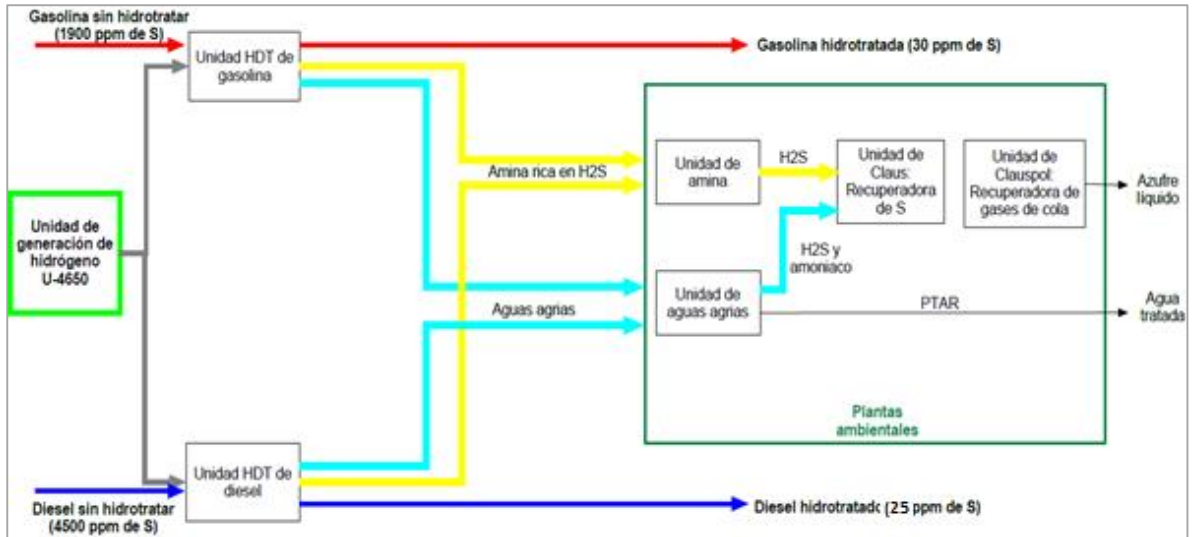 Gasolina sin hidrotratar
(1900 ppm de S)
Unidad HDT de
gasolina
Gasolina hidrotratada (30 ppm de S)
Unidad de
generación de
hidrógeno
U-4650
Amina rica en H2S
Aguas agrias
Unidad de
amina
H2S
Unidad de
Claus:
Recuperadora
de S
Unidad de
Clauspol:
Recuperadora de
gases de cola
Azufre
líquido
H2S y
amoniaco
Unidad de
aguas agrias
PTAR
Agua
tratada
Plantas
ambientales
Unidad HDT de
diesel
Diesel sin hidrotratar
(4500 ppm de S)
Diesel hidrotratado (25 ppm de S)